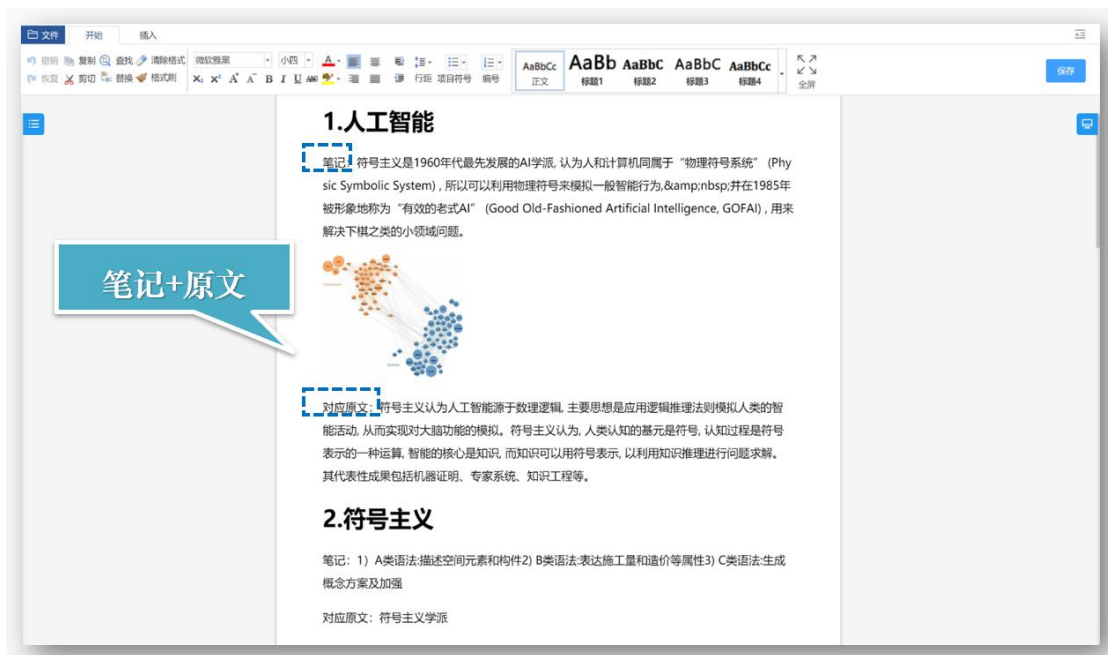 文件 开始 插入
撤销 复制 查找 清除格式 微软雅黑 小四 A AaBbCc AaBb AaBbC AaBbC AaBbCc
恢复 剪切 替换 格式刷 X₁ X² A A B I U ABC 行距 项目符号 编号 正文 标题1 标题2 标题3 标题4 全屏 保存
1.人工智能
笔记：符号主义是1960年代最先发展的AI学派, 认为人和计算机同属于“物理符号系统”（Phy
sic Symbolic System）, 所以可以利用物理符号来模拟一般智能行为,&amp;nbsp;并在1985年
被形象地称为“有效的老式AI”（Good Old-Fashioned Artificial Intelligence, GOFAI）, 用来
解决下棋之类的小领域问题。
笔记+原文
对应原文：符号主义认为人工智能源于数理逻辑, 主要思想是应用逻辑推理法则模拟人类的智
能活动, 从而实现对大脑功能的模拟。符号主义认为, 人类认知的基元是符号, 认知过程是符号
表示的一种运算, 智能的核心是知识, 而知识可以用符号表示, 以利用知识推理进行问题求解。
其代表性成果包括机器证明、专家系统、知识工程等。
2.符号主义
笔记：1）A类语法:描述空间元素和构件2) B类语法:表达施工量和造价等属性3) C类语法:生成
概念方案及加强
对应原文：符号主义学派